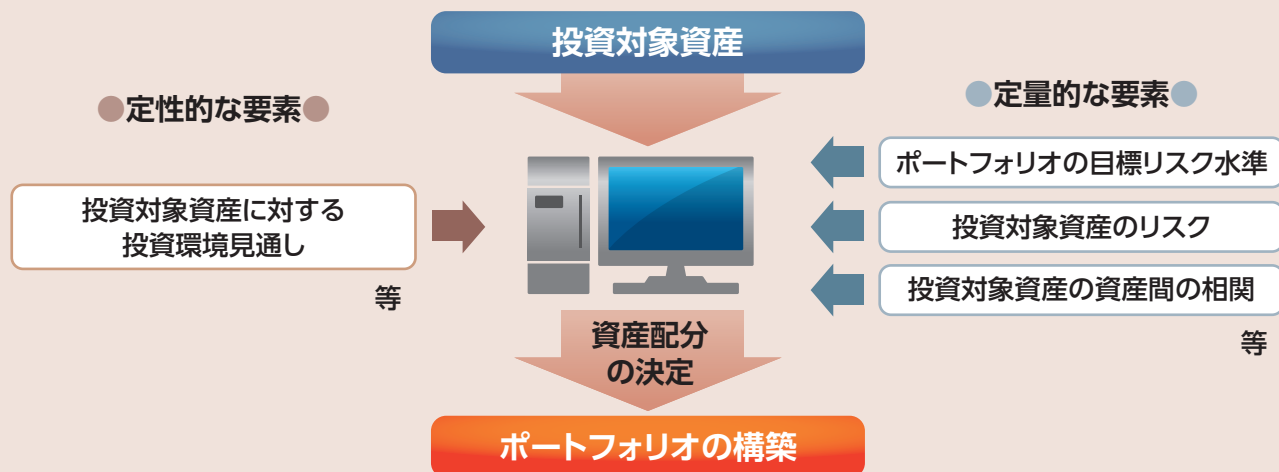 投資対象資産
●定性的な要素●
投資対象資産に対する
投資環境見通し
等
●定量的な要素●
ポートフォリオの目標リスク水準
投資対象資産のリスク
投資対象資産の資産間の相関
等
資産配分
の決定
ポートフォリオの構築